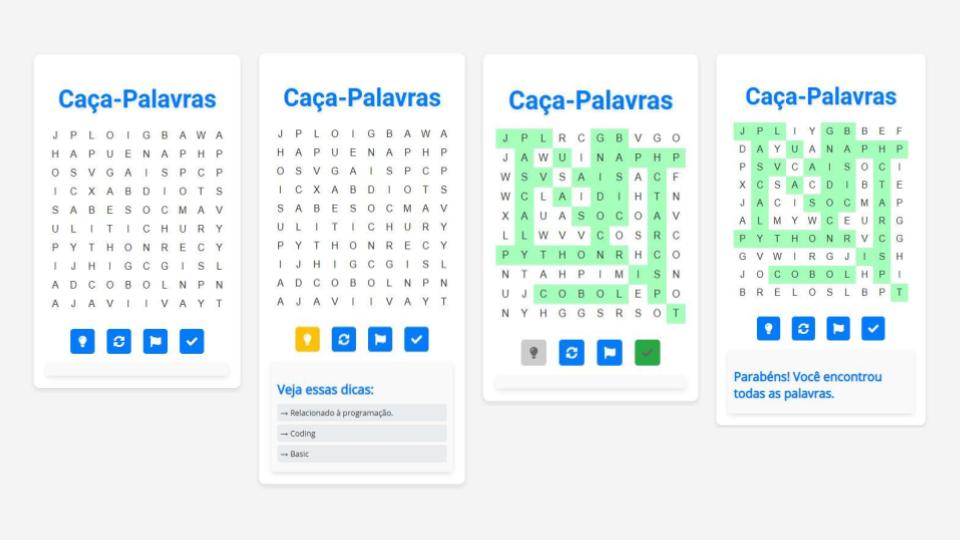 Caça-Palavras
J P L O I G B A W A
H A P U E N A P H P
O S V G A I S P C P
I C X A B D I O T S
S A B E S O C M A V
U L I T I C H U R Y
P Y T H O N R E C Y
I J H I G C G I S L
A D C O B O L N P N
A J A V I I V A Y T
Caça-Palavras
J P L O I G B A W A
H A P U E N A P H P
O S V G A I S P C P
I C X A B D I O T S
S A B E S O C M A V
U L I T I C H U R Y
P Y T H O N R E C Y
I J H I G C G I S L
A D C O B O L N P N
A J A V I I V A Y T
Veja essas dicas:
→ Relacionado à programação.
→ Coding
→ Basic
Caça-Palavras
J P L R C G B V G O
J A W U I N A P H P
W S V S A I S A C F
W C L A I D I H T N
X A U A S O C O A V
L L W V V C O S R C
P Y T H O N R H C O
N T A H P I M I S N
U J C O B O L E P O
N Y H G G S R S O T
Caça-Palavras
J P L I Y G B B E F
D A Y U A N A P H P
P S V C A I S O C I
X C S A C D I B T E
J A C I S O C M A P
A L M Y W C E U R G
P Y T H O N R V C G
G V W I R G J I S H
J O C O B O L H P I
B R E L O S L B P T
Parabéns! Você encontrou
todas as palavras.